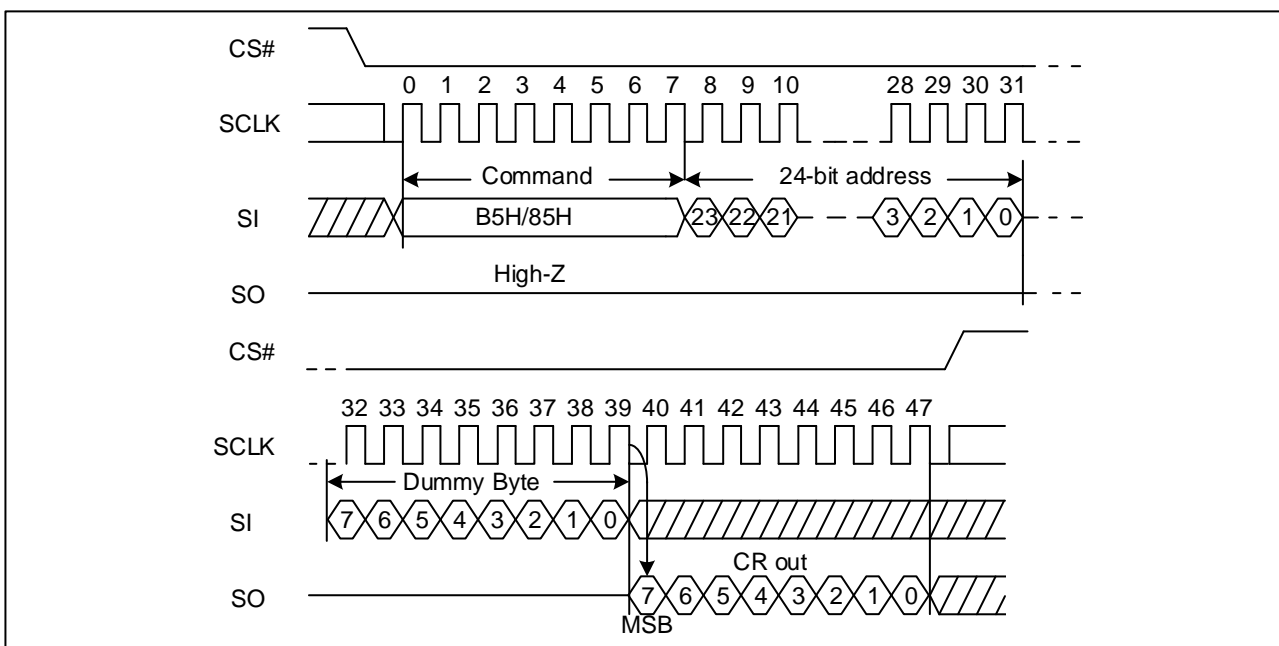 CS#
0 1 2 3 4 5 6 7 8 9 10 28 29 30 31
SCLK
Command 24-bit address
SI B5H/85H 23 22 21 3 2 1 0
High-Z
SO
CS#
32 33 34 35 36 37 38 39 40 41 42 43 44 45 46 47
SCLK
Dummy Byte
SI 7 6 5 4 3 2 1 0
CR out
SO 7 6 5 4 3 2 1 0
MSB